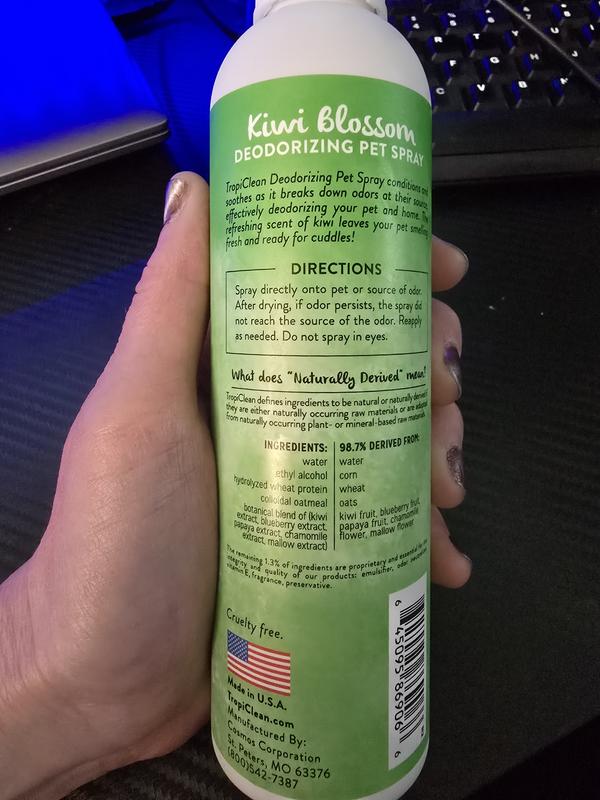 Kiwi Blossom
DEODORIZING PET SPRAY
TropiClean Deodorizing Pet Spray conditions and
soothes as it breaks down odors at their source,
effectively deodorizing your pet and home. The
refreshing scent of kiwi leaves your pet smelling
fresh and ready for cuddles!
DIRECTIONS
Spray directly onto pet or source of odor.
After drying, if odor persists, the spray did
not reach the source of the odor. Reapply
as needed. Do not spray in eyes.
What does "Naturally Derived" mean?
TropiClean defines ingredients to be natural or naturally derived if
they are either naturally occurring raw materials or are
from naturally occurring plant- or mineral-based raw materials.
INGREDIENTS: 98.7% DERIVED FROM:
water water
ethyl alcohol corn
hydrolyzed wheat protein wheat
colloidal oatmeal oats
botanical blend of (kiwi kiwi fruit, blueberry fruit,
extract, blueberry extract, papaya fruit, chamomile
papaya extract, chamomile flower, mallow flower
extract, mallow extract)
The remaining 1.3% of ingredients are proprietary and essential to the
integrity and quality of our products: emulsifier, odor
vitamin E, fragrance, preservative.
Cruelty free.
Made in U.S.A.
TropiClean.com
Manufactured By:
Cosmos Corporation
St. Peters, MO 63376
(800)542-7387
6 45095 86906 6